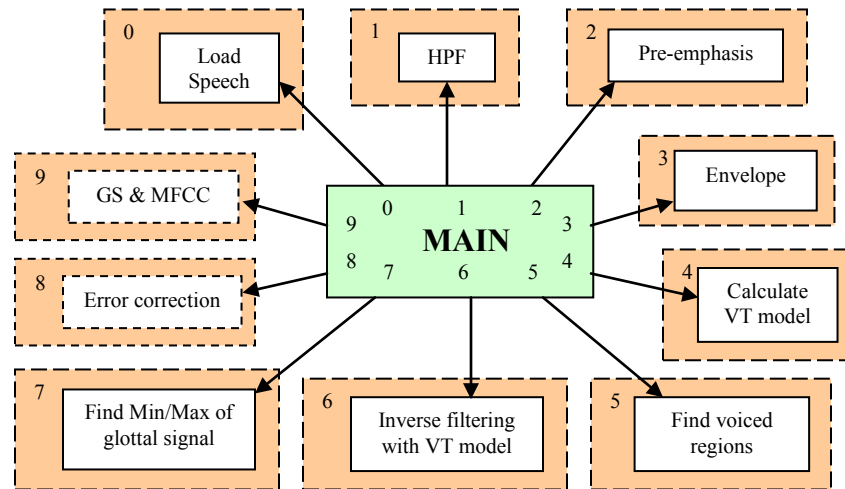 0
Load
Speech
1
HPF
2
Pre-emphasis
3
Envelope
9
GS & MFCC
0 1 2
9 3
MAIN
8 4
7 6 5
8
Error correction
4
Calculate
VT model
7
Find Min/Max of
glottal signal
6
Inverse filtering
with VT model
5
Find voiced
regions